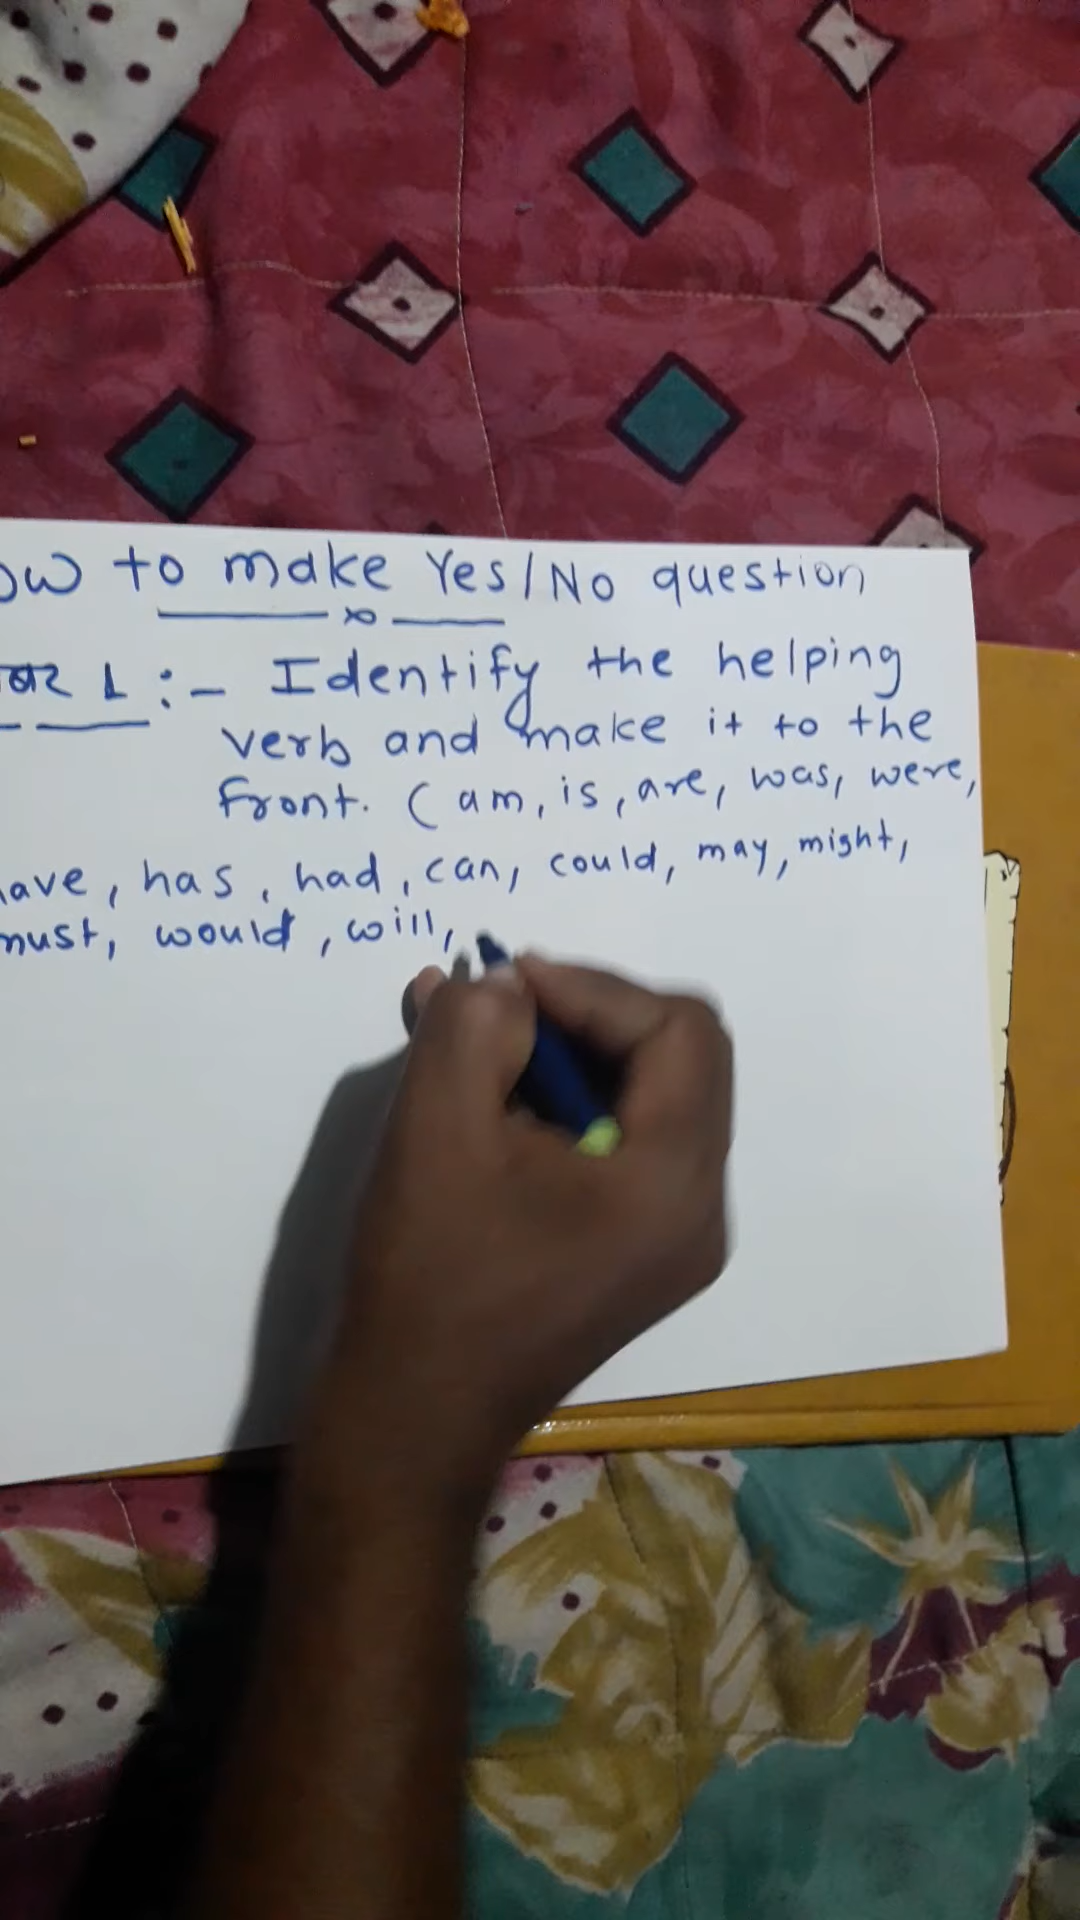 to make Yes/No question
1 :- Identify the helping
verb and make it to the
front. (am, is, are, was, were,
has, had, can, could, may, might,
would, will,